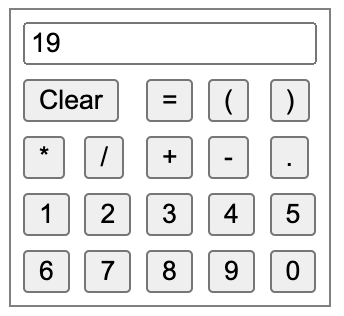 19
Clear = ( )
* / + - .
1 2 3 4 5
6 7 8 9 0